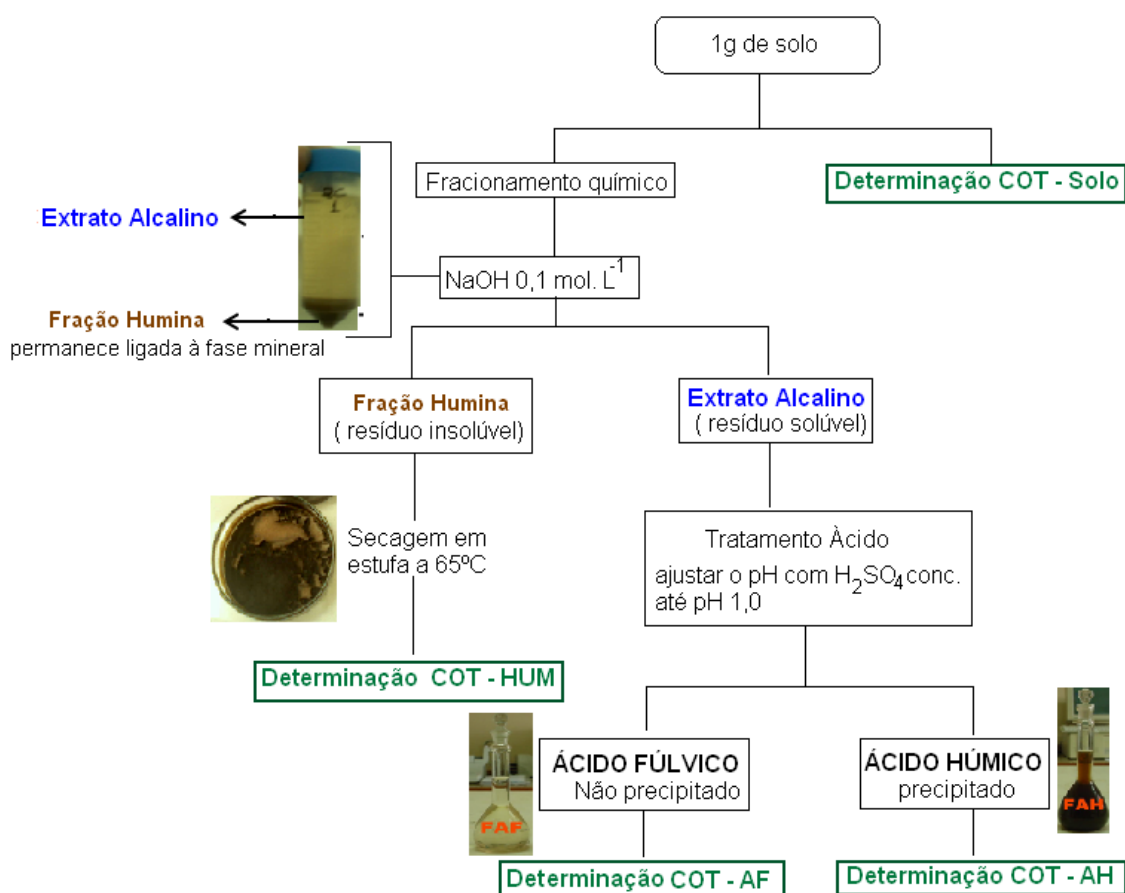 1g de solo
Fracionamento químico
Determinação COT - Solo
Extrato Alcalino
NaOH 0,1 mol. L-1
Fração Humina
permanece ligada à fase mineral
Fração Humina
( resíduo insolúvel)
Extrato Alcalino
( resíduo solúvel)
Secagem em
estufa a 65ºC
Tratamento Àcido
ajustar o pH com H2SO4 conc.
até pH 1,0
Determinação COT - HUM
ÁCIDO FÚLVICO
Não precipitado
ÁCIDO HÚMICO
precipitado
FAF
FAH
Determinação COT - AF
Determinação COT - AH